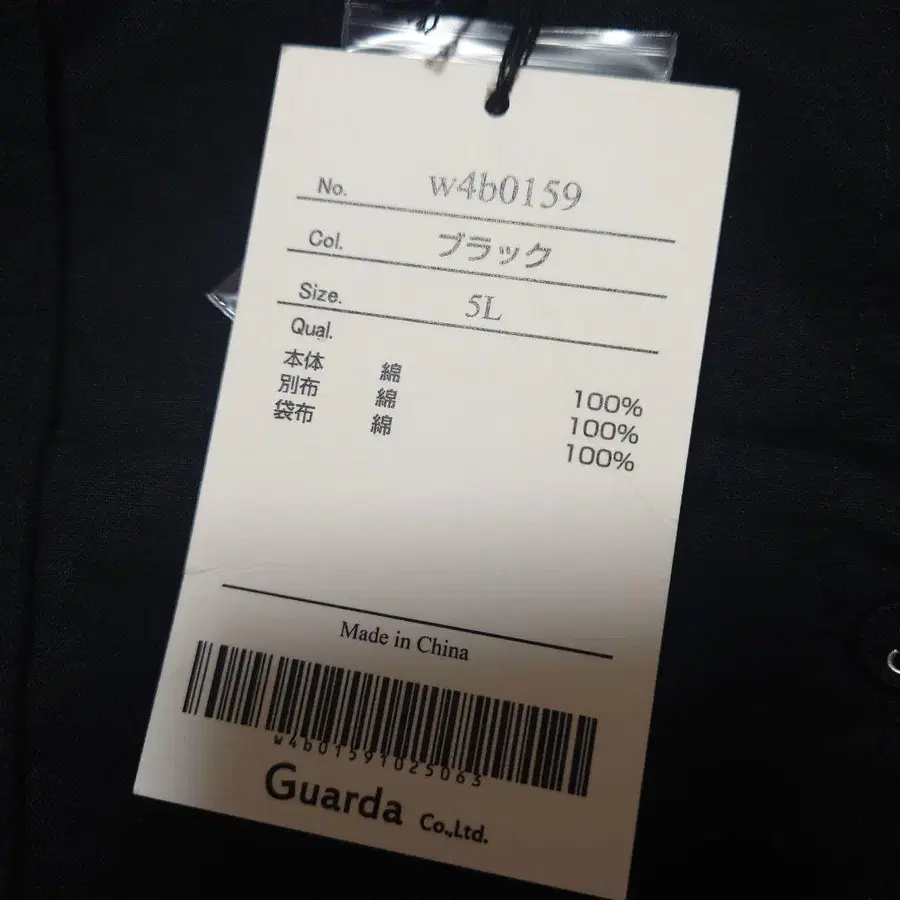 No. w4b0159
Col. ブラック
Size. 5L
Qual.
本体 綿 100%
別布 綿 100%
袋布 綿 100%
Made in China
w4b01591025063
Guarda Co.,Ltd.